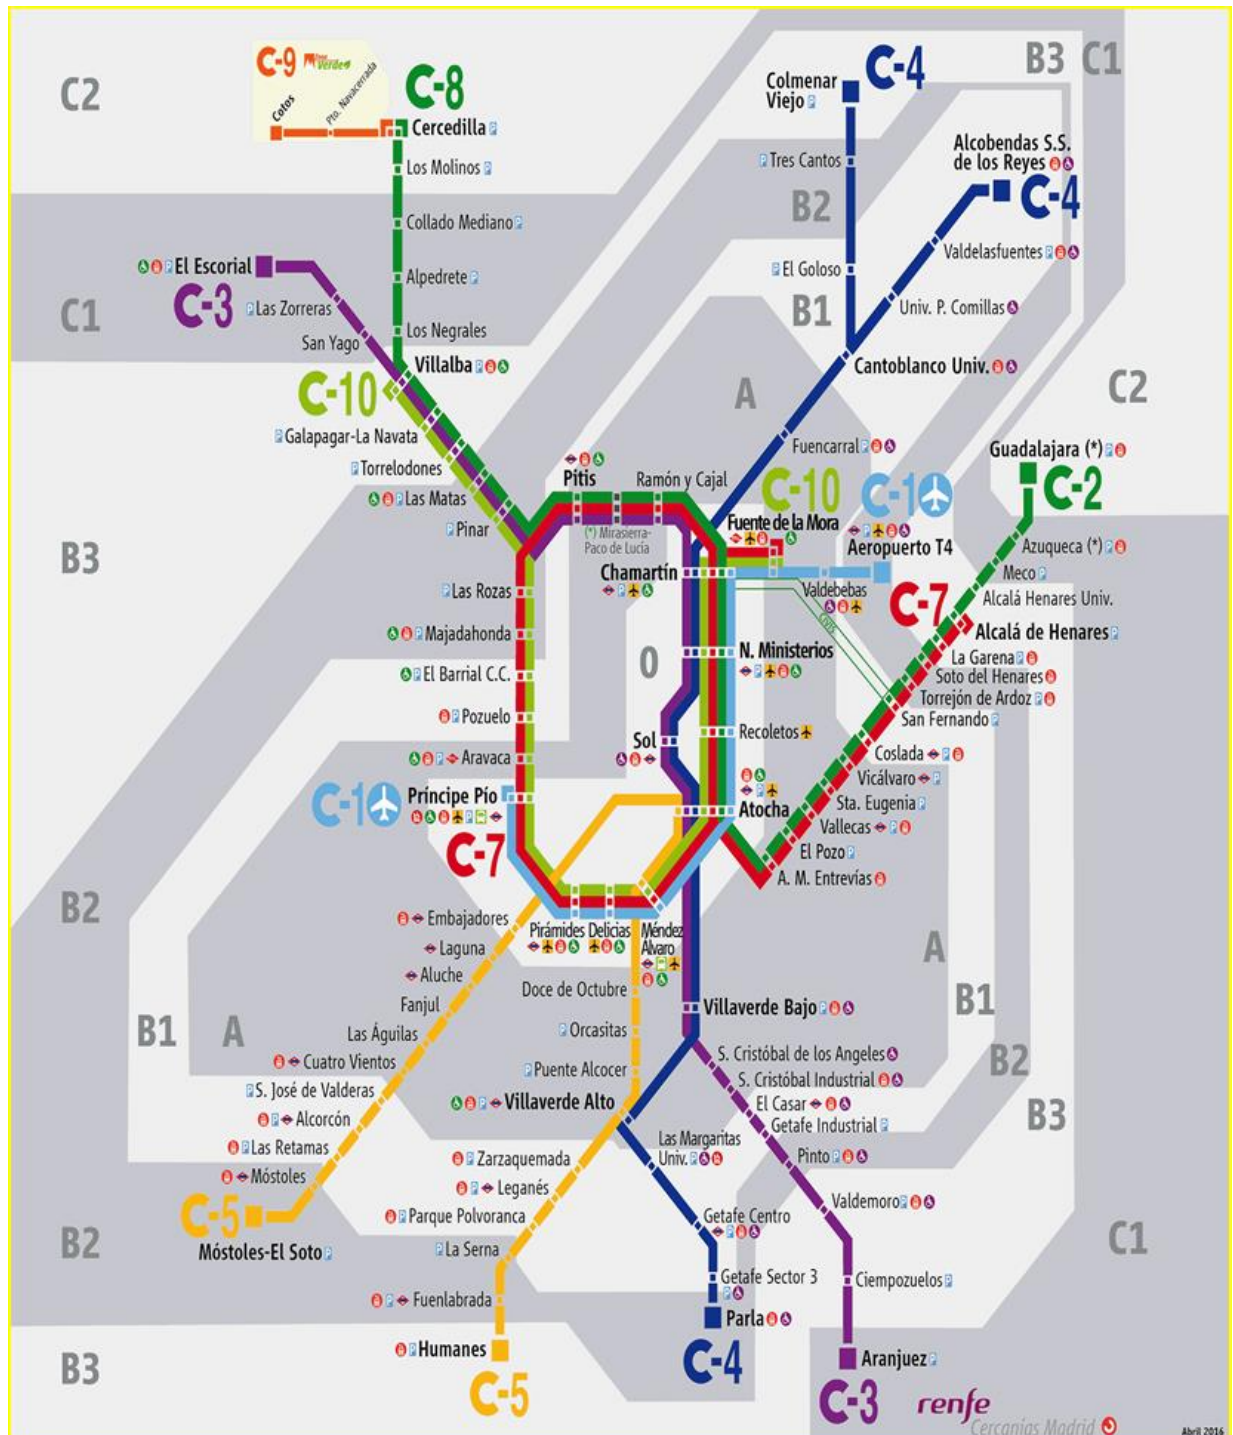 C-9
Tren
Verde
Cotos
Pto. Navacerrada
C-8
Cercedilla
Los Molinos
Collado Mediano
Alpedrete
Los Negrales
Villalba
El Escorial
C-3
Las Zorreras
San Yago
C-10
Galapagar-La Navata
Torrelodones
Las Matas
Pinar
Las Rozas
Majadahonda
El Barrial C.C.
Pozuelo
Aravaca
C-1
Príncipe Pío
C-7
Pitis
Ramón y Cajal
(*) Mirasierra-
Paco de Lucía
Colmenar
Viejo
C-4
Tres Cantos
El Goloso
Alcobendas S.S.
de los Reyes
C-4
Valdelasfuentes
Univ. P. Comillas
Cantoblanco Univ.
Fuencarral
C-10
Fuente de la Mora
C-1
Aeropuerto T4
Valdebebas
Chamartín
CIVIS
N. Ministerios
Recoletos
Sol
Atocha
Guadalajara (*)
C-2
Azuqueca (*)
Meco
Alcalá Henares Univ.
C-7
Alcalá de Henares
La Garena
Soto del Henares
Torrejón de Ardoz
San Fernando
Coslada
Vicálvaro
Sta. Eugenia
Vallecas
El Pozo
A. M. Entrevías
Embajadores
Laguna
Aluche
Fanjul
Las Águilas
Cuatro Vientos
S. José de Valderas
Alcorcón
Las Retamas
Móstoles
C-5
Móstoles-El Soto
Pirámides
Delicias
Méndez
Alvaro
Doce de Octubre
Orcasitas
Puente Alcocer
Villaverde Alto
Zarzaquemada
Leganés
Parque Polvoranca
La Serna
Fuenlabrada
Humanes
C-5
Villaverde Bajo
S. Cristóbal de los Angeles
S. Cristóbal Industrial
El Casar
Getafe Industrial
Pinto
Valdemoro
Ciempozuelos
Aranjuez
C-3
Las Margaritas
Univ.
Getafe Centro
Getafe Sector 3
Parla
C-4
C2
C1
B3
B2
B1
A
B2
B3
B3
C1
B2
B1
A
C2
0
A
B1
B2
B3
C1
renfe
Cercanías Madrid
Abril 2016